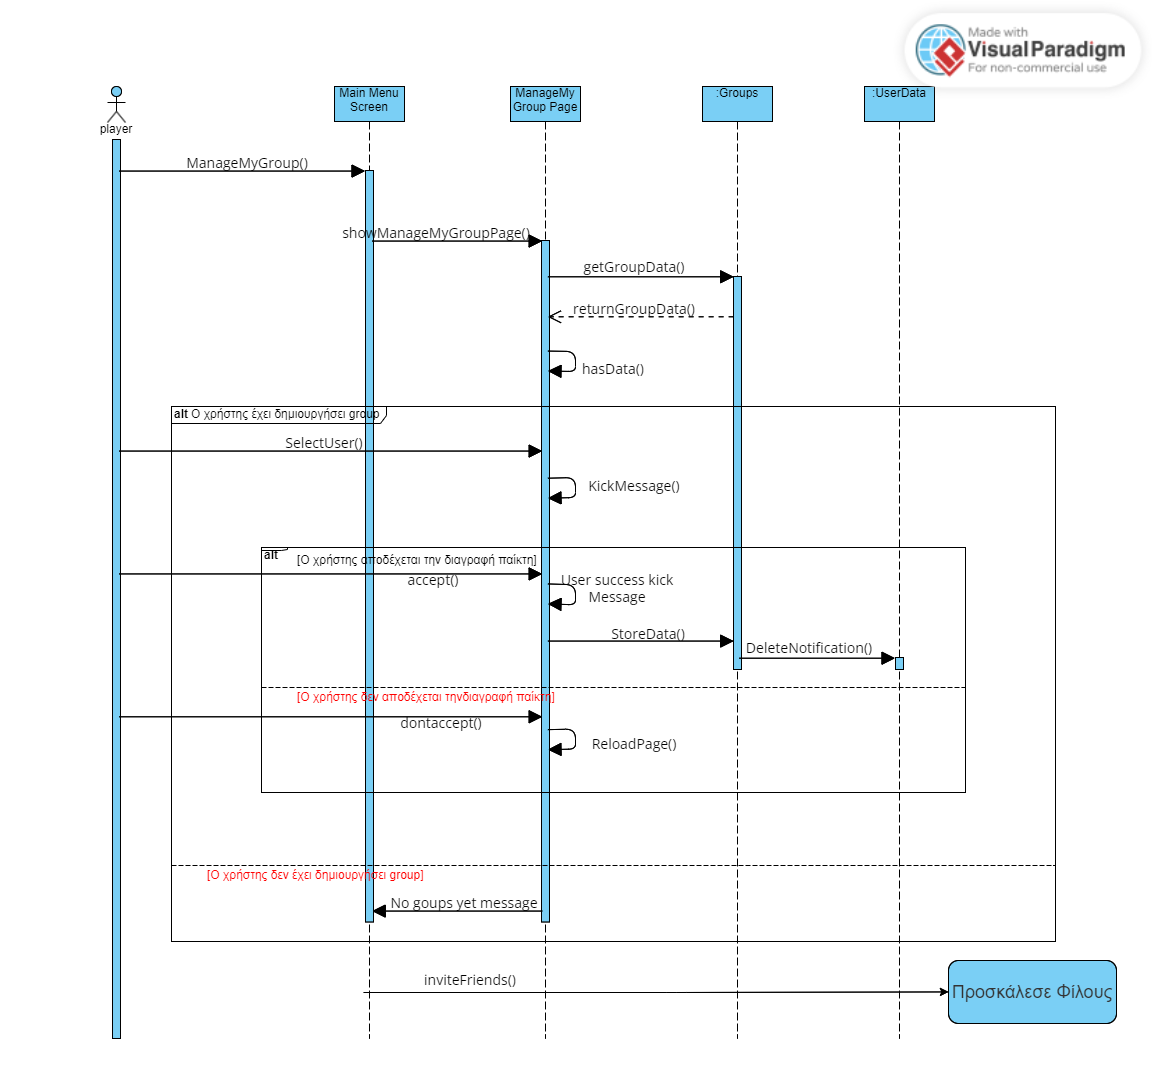 Made with
VisualParadigm
For non-commercial use
player
Main Menu
Screen
ManageMy
Group Page
:Groups
:UserData
ManageMyGroup()
showManageMyGroupPage()
getGroupData()
returnGroupData()
hasData()
alt Ο χρήστης έχει δημιουργήσει group
SelectUser()
KickMessage()
alt
[Ο χρήστης αποδέχεται την διαγραφή παίκτη]
accept()
User success kick
Message
StoreData()
DeleteNotification()
[Ο χρήστης δεν αποδέχεται τηνδιαγραφή παίκτη]
dontaccept()
ReloadPage()
[Ο χρήστης δεν έχει δημιουργήσει group]
No goups yet message
inviteFriends()
Προσκάλεσε Φίλους